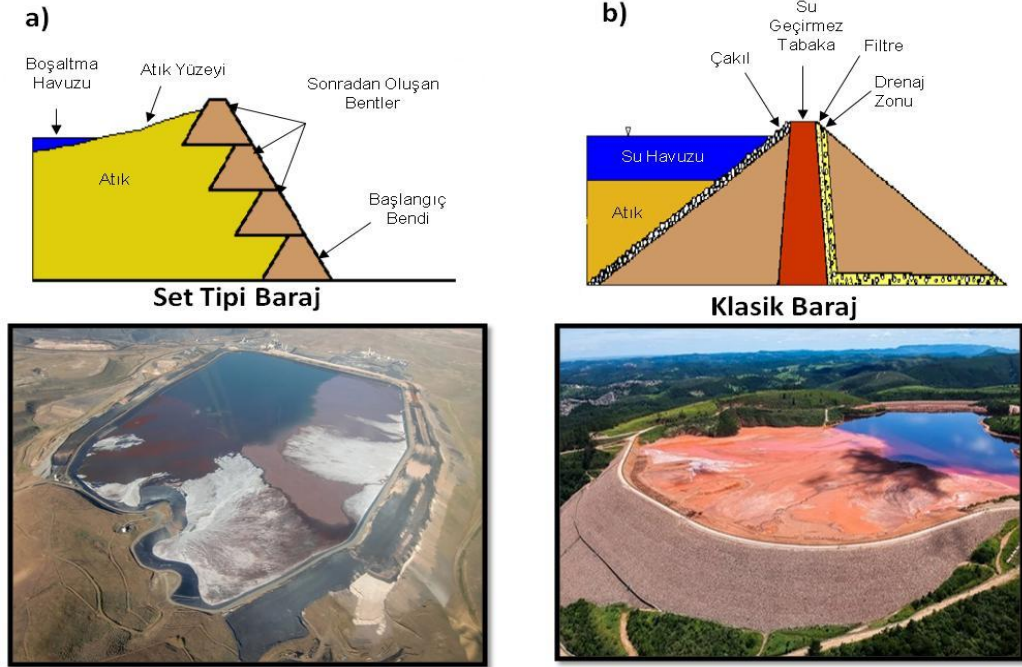 a)
Boşaltma
Havuzu
Atık Yüzeyi
Sonradan Oluşan
Bentler
Atık
Başlangıç
Bendi
Set Tipi Baraj
b)
Su
Geçirmez
Tabaka
Çakıl
Filtre
Drenaj
Zonu
Su Havuzu
Atık
Klasik Baraj